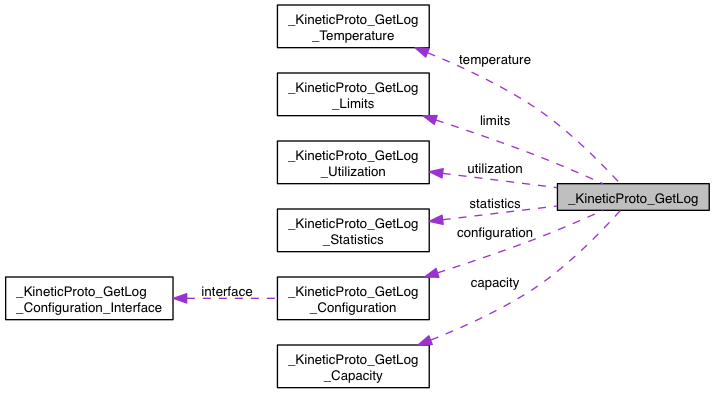 _KineticProto_GetLog
_Temperature
temperature
_KineticProto_GetLog
_Limits
limits
_KineticProto_GetLog
_Utilization
utilization
_KineticProto_GetLog
_KineticProto_GetLog
_Statistics
statistics
configuration
_KineticProto_GetLog
_Configuration_Interface
interface
_KineticProto_GetLog
_Configuration
capacity
_KineticProto_GetLog
_Capacity